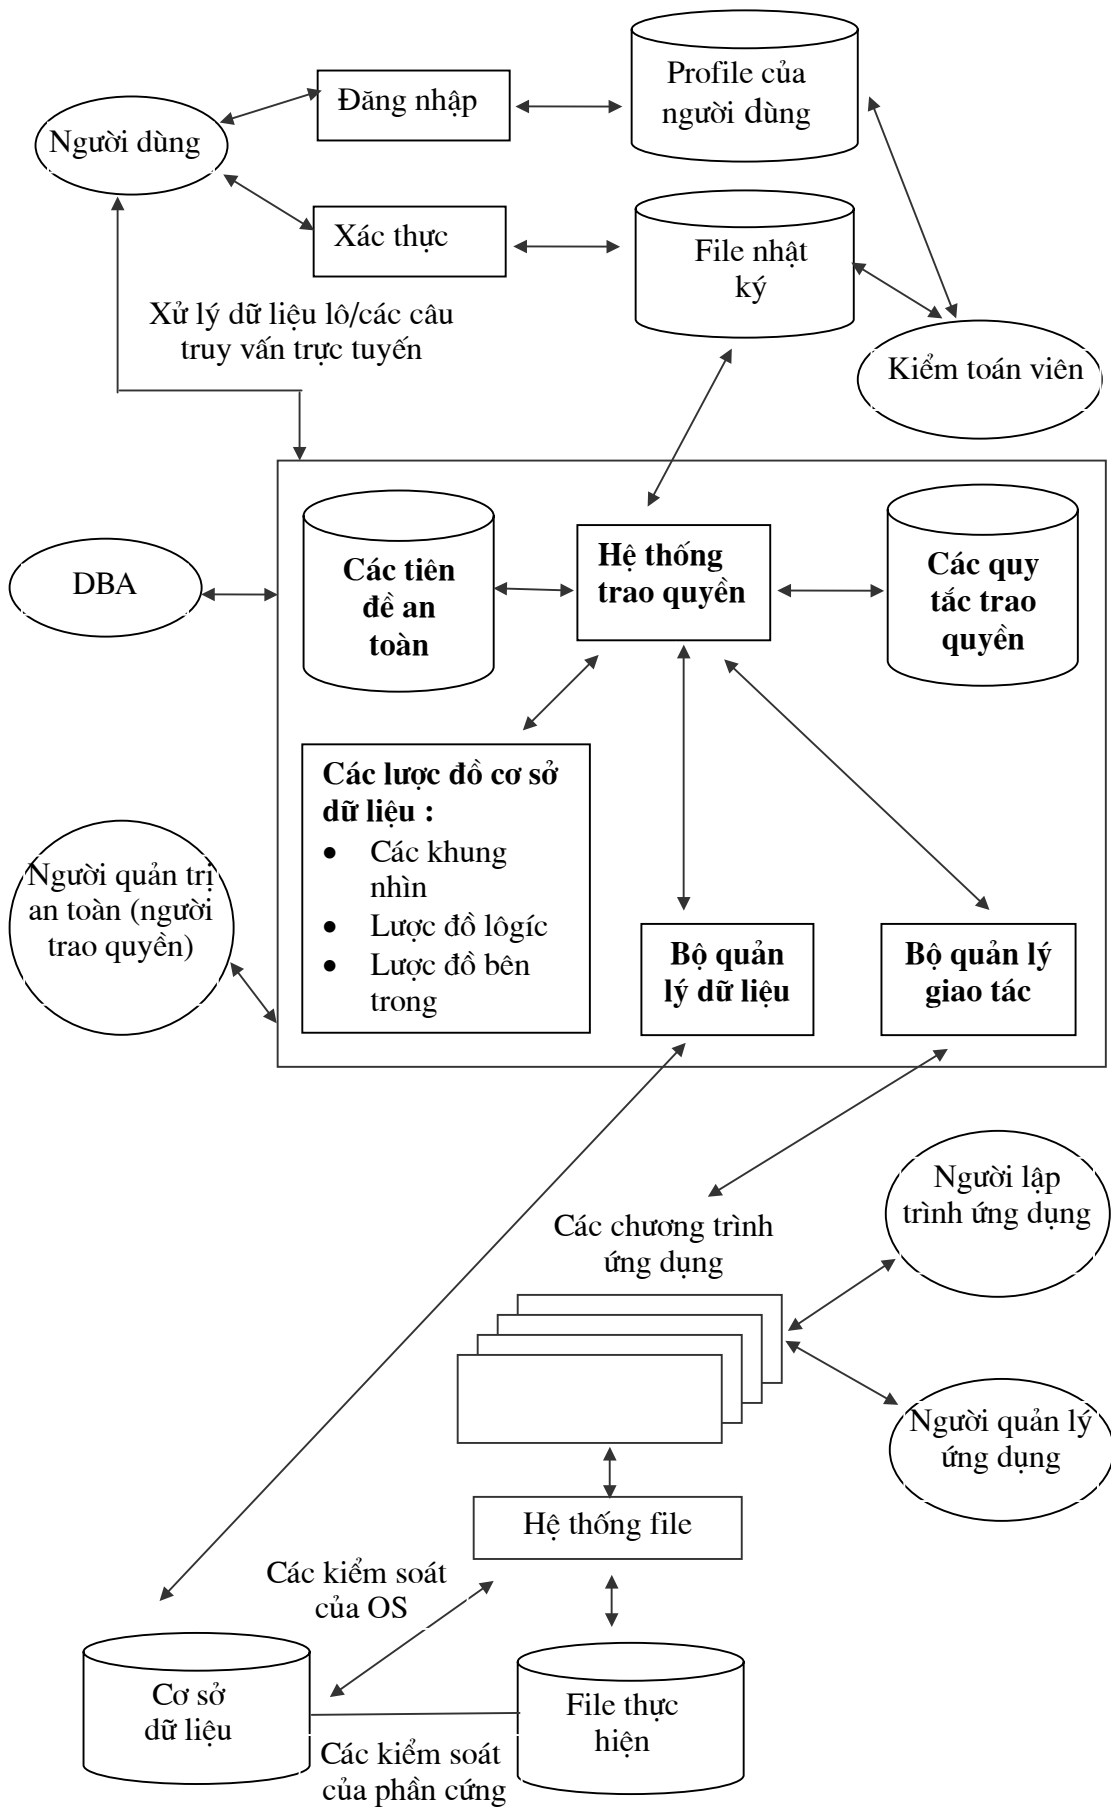 Profile của
người dùng
Đăng nhập
Người dùng
Xác thực
File nhật
ký
Xử lý dữ liệu lô/các câu
truy vấn trực tuyến
Kiểm toán viên
Các tiên
đề an
toàn
Hệ thống
trao quyền
Các quy
tắc trao
quyền
DBA
Các lược đồ cơ sở
dữ liệu :
• Các khung
nhìn
• Lược đồ lôgíc
• Lược đồ bên
trong
Người quản trị
an toàn (người
trao quyền)
Bộ quản
lý dữ liệu
Bộ quản lý
giao tác
Người lập
trình ứng dụng
Các chương trình
ứng dụng
Người quản lý
ứng dụng
Hệ thống file
Các kiểm soát
của OS
Cơ sở
dữ liệu
File thực
hiện
Các kiểm soát
của phần cứng